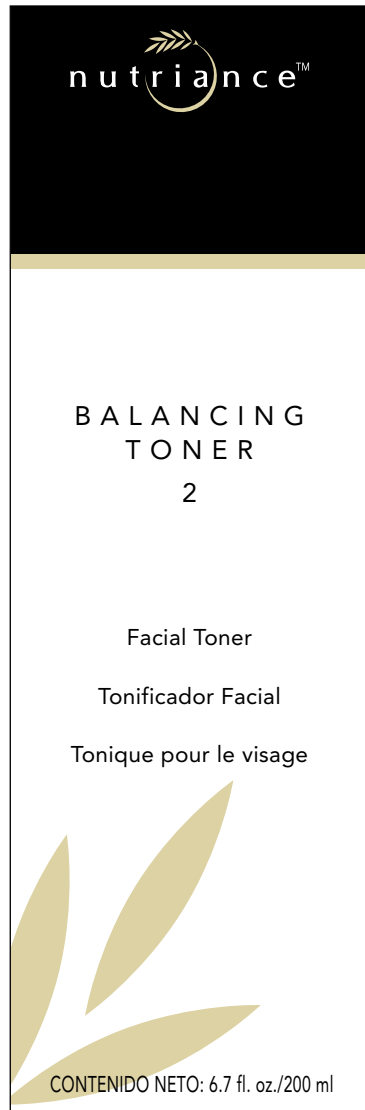 nutriance™
BALANCING
TONER
2
Facial Toner
Tonificador Facial
Tonique pour le visage
CONTENIDO NETO: 6.7 fl. oz./200 ml